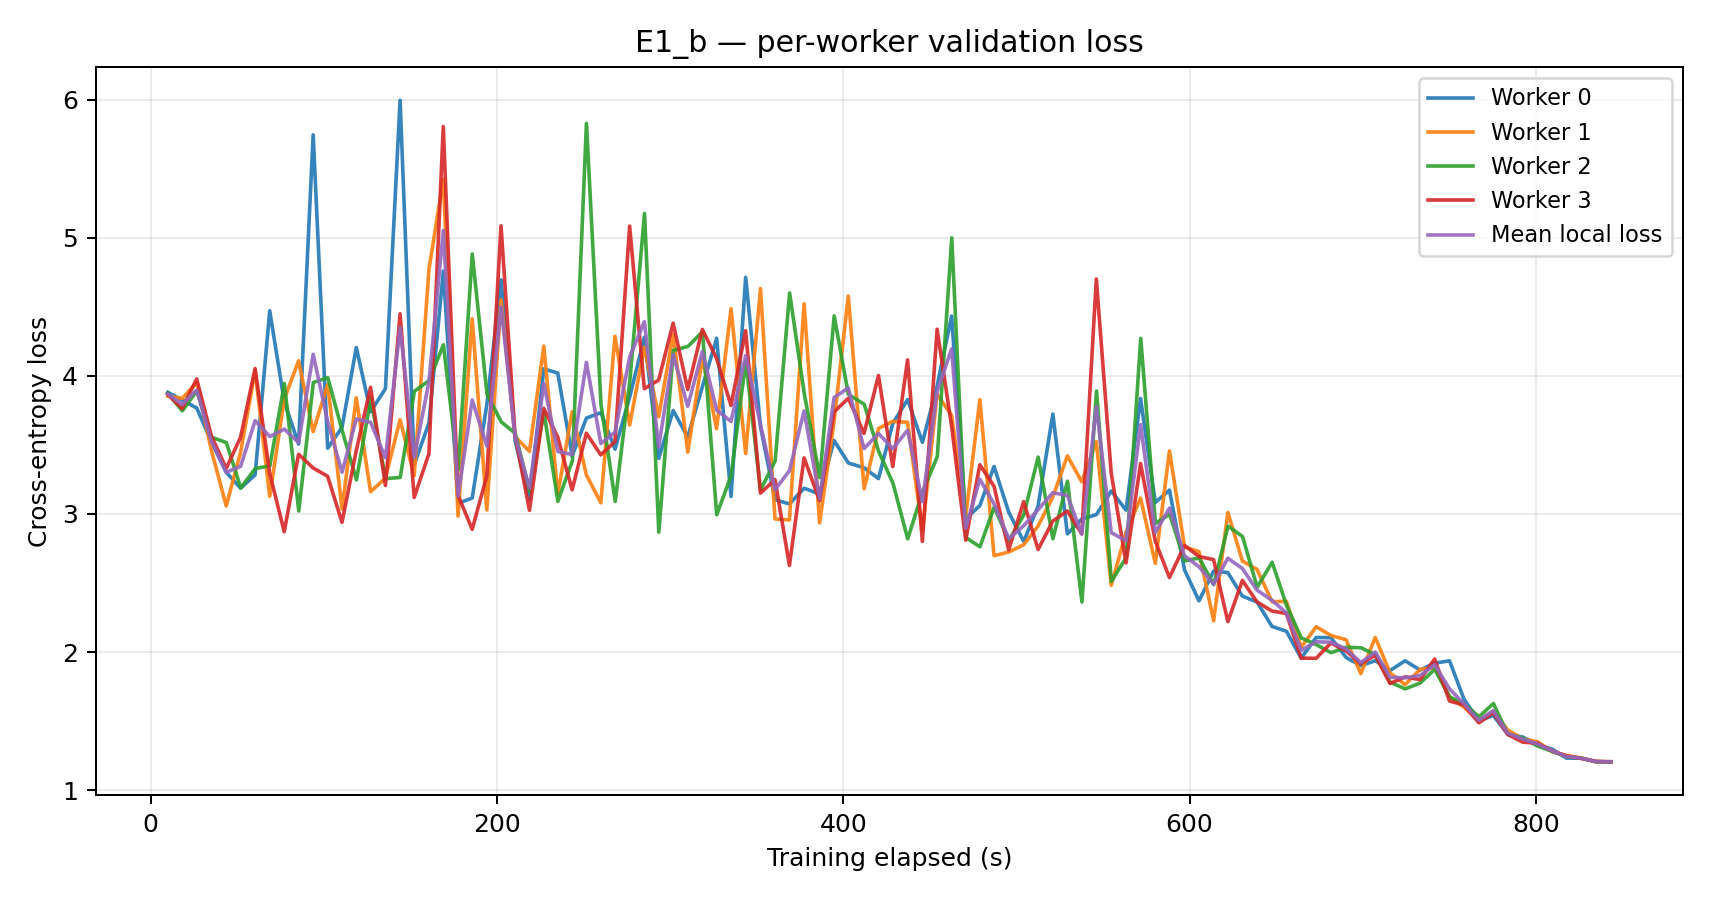 E1_b — per-worker validation loss
Worker 0
Worker 1
Worker 2
Worker 3
Mean local loss
Cross-entropy loss
6
5
4
3
2
1
0
200
400
600
800
Training elapsed (s)